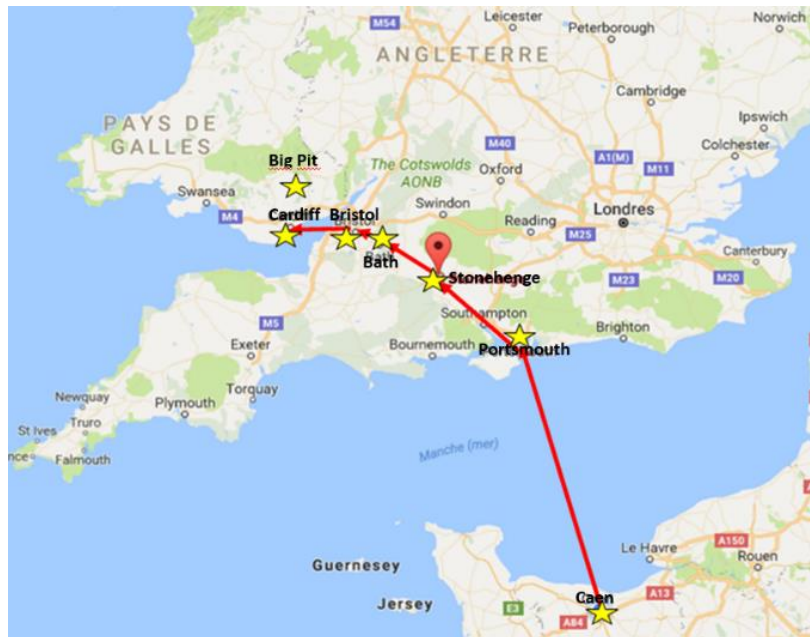 Leicester
Norwich
Peterborough
M54
ANGLETERRE
Cambridge
Ipswich
PAYS DE
GALLES
M40
A1(M)
M11
Colchester
Big Pit
The Cotswolds
AONB
Oxford
Swansea
Swindon
M4
Cardiff
Bristol
Reading
Londres
M25
Bath
Canterbury
Stonehenge
M23
M20
Southampton
M5
Brighton
Portsmouth
Exeter
Bournemouth
Newquay
Torquay
Plymouth
Truro
St Ives
Falmouth
nce
Manche (mer)
A150
Le Havre
Rouen
Guernesey
Caen
A13
Jersey
E3
A84